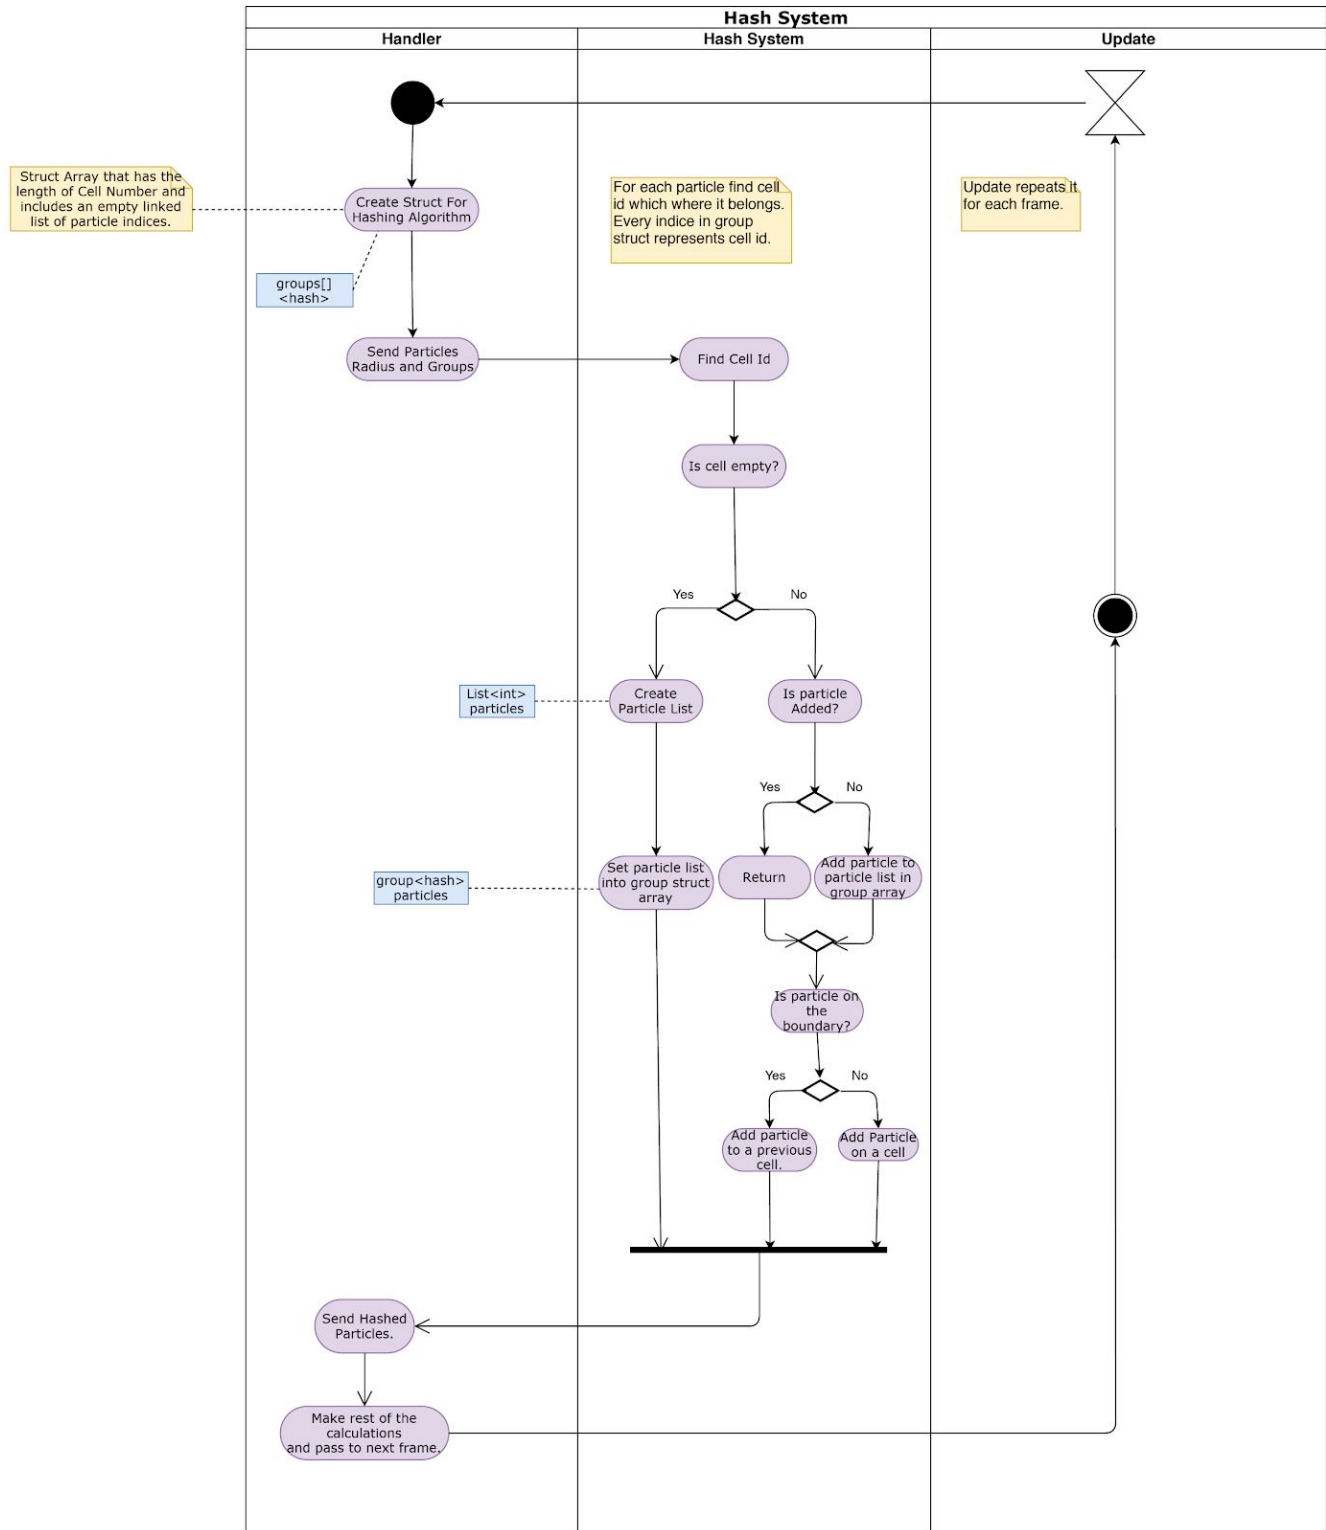 Hash System
Handler
Hash System
Update
Struct Array that has the
length of Cell Number and
includes an empty linked
list of particle indices.
Create Struct For
Hashing Algorithm
For each particle find cell
id which where it belongs.
Every indice in group
struct represents cell id.
Update repeats it
for each frame.
groups[]
<hash>
Send Particles
Radius and Groups
Find Cell Id
Is cell empty?
Yes
No
List<int>
particles
Create
Particle List
Is particle
Added?
Yes
No
group<hash>
particles
Set particle list
into group struct
array
Return
Add particle to
particle list in
group array
Is particle on
the
boundary?
Yes
No
Add particle
to a previous
cell.
Add Particle
on a cell
Send Hashed
Particles.
Make rest of the
calculations
and pass to next frame.